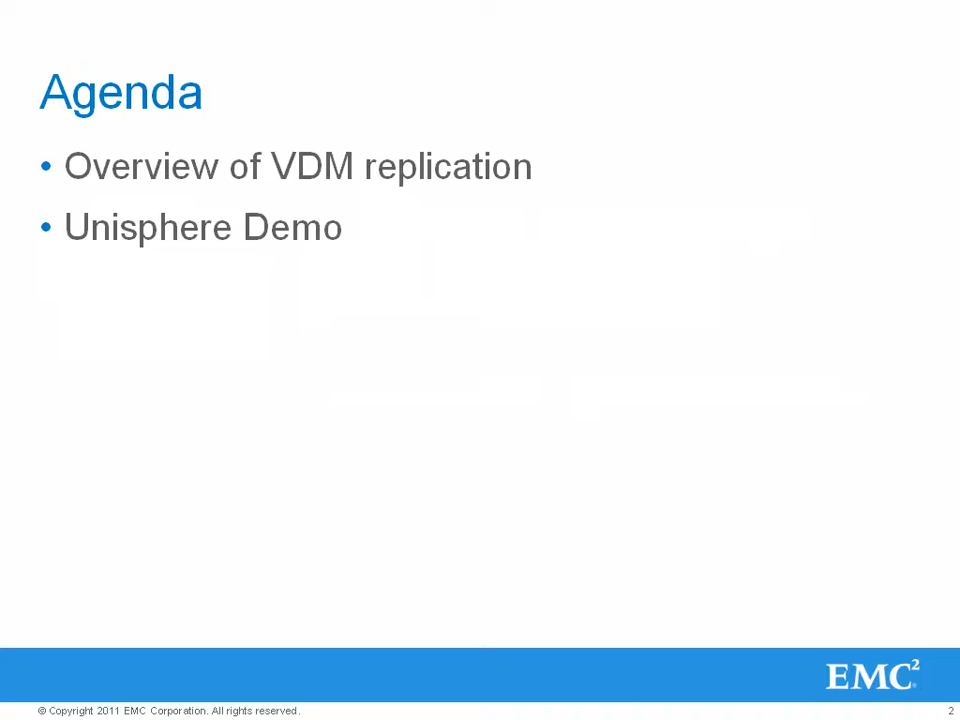 Agenda
• Overview of VDM replication
• Unisphere Demo
EMC²
© Copyright 2011 EMC Corporation. All rights reserved.
2